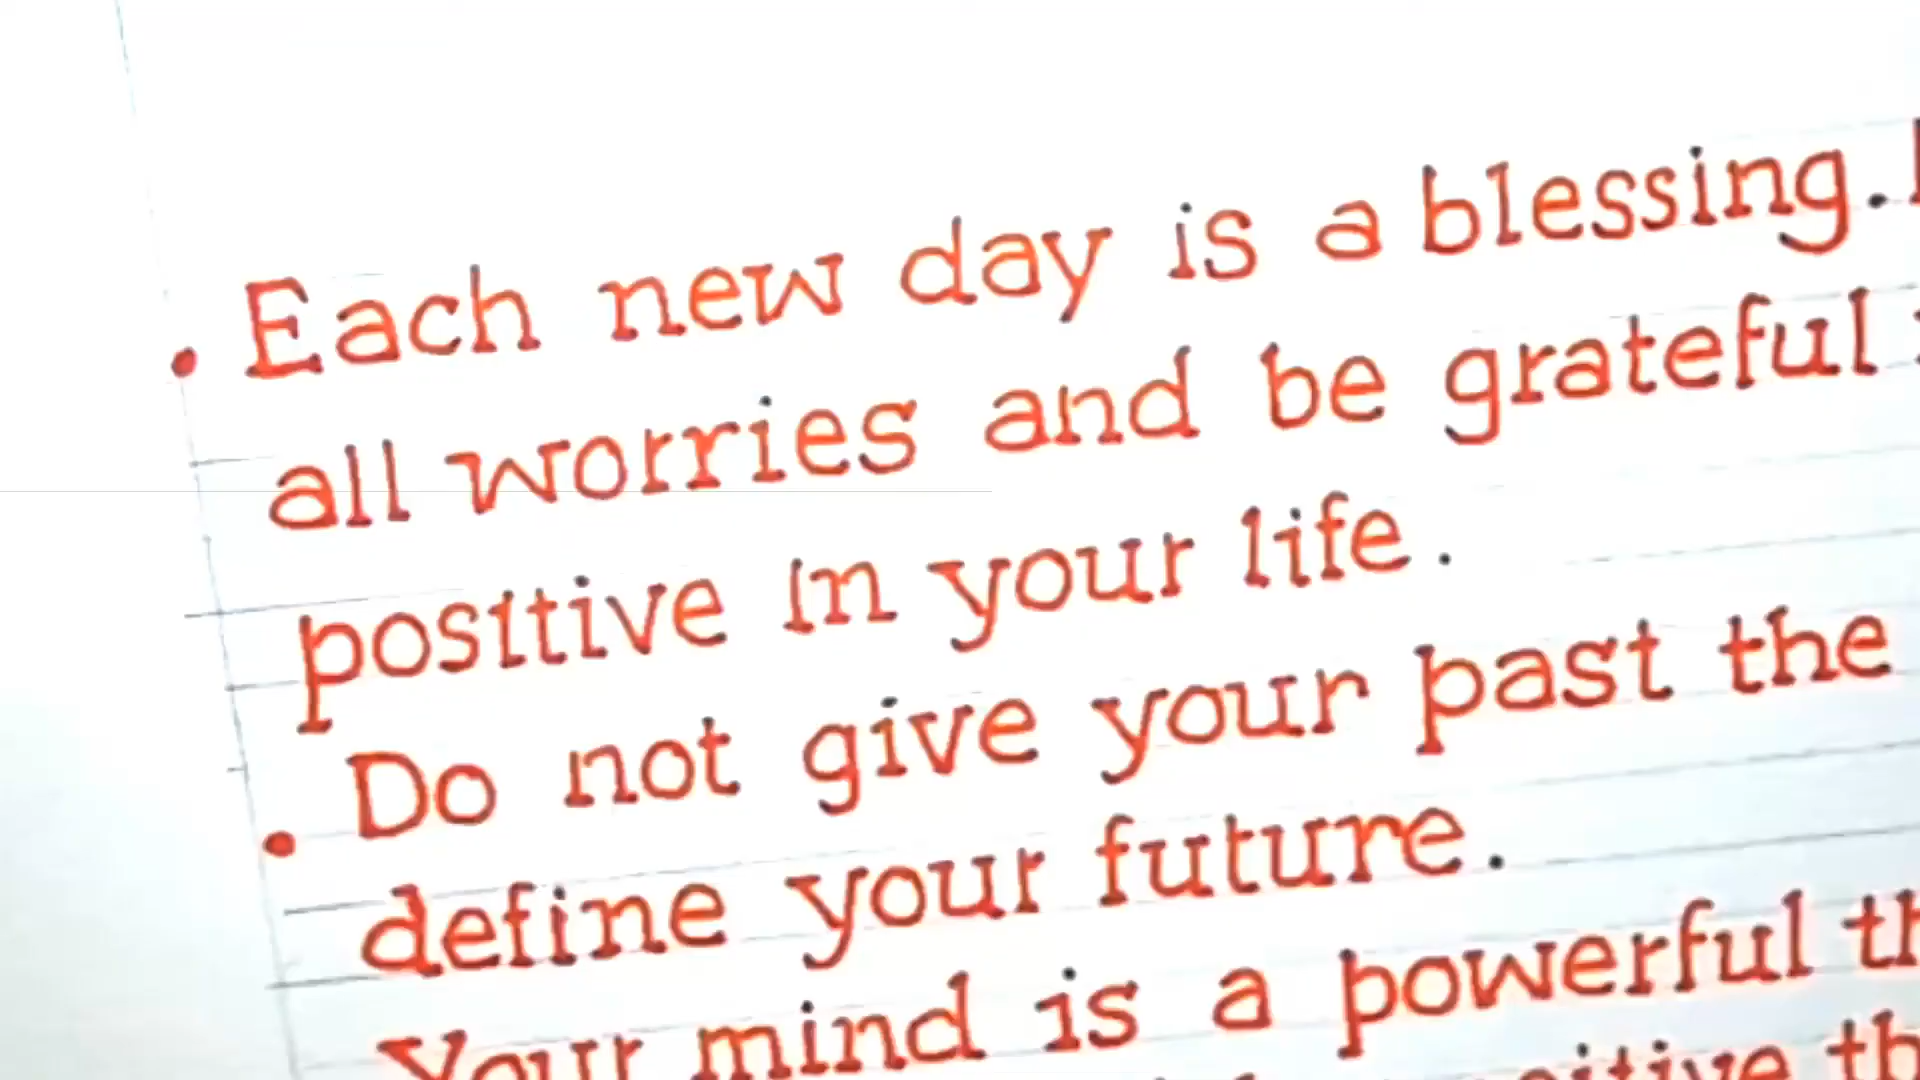 • Each new day is a blessing.
all worries and be grateful
positive in your life.
• Do not give your past the
define your future.
Your mind is a powerful